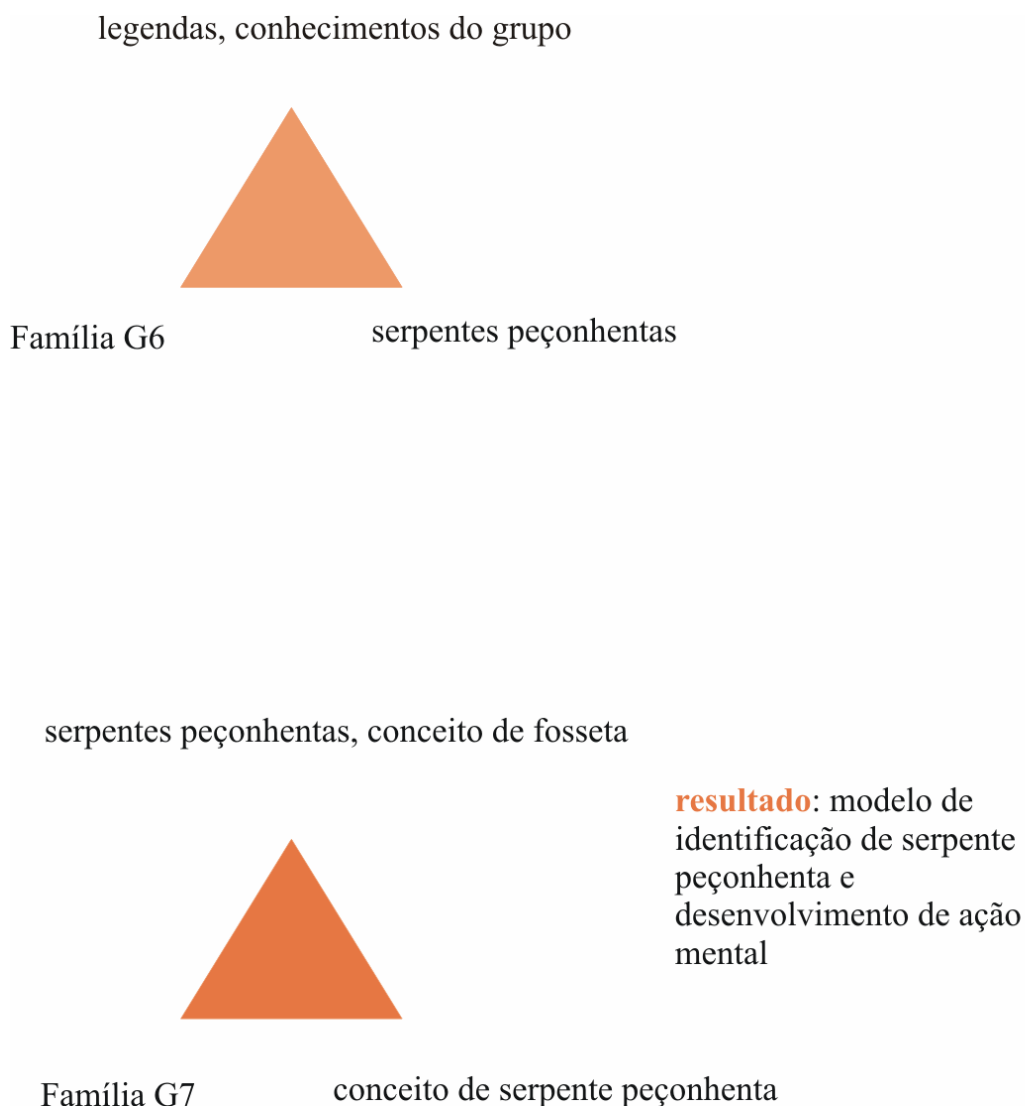 legendas, conhecimentos do grupo
Família G6
serpentes peçonhentas
serpentes peçonhentas, conceito de fosseta
resultado: modelo de
identificação de serpente
peçonhenta e
desenvolvimento de ação
mental
Família G7
conceito de serpente peçonhenta